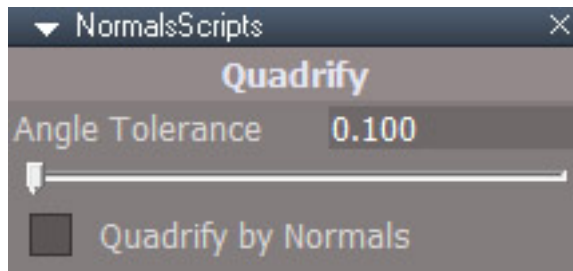 NormalsScripts
Quadrify
Angle Tolerance 0.100
Quadrify by Normals